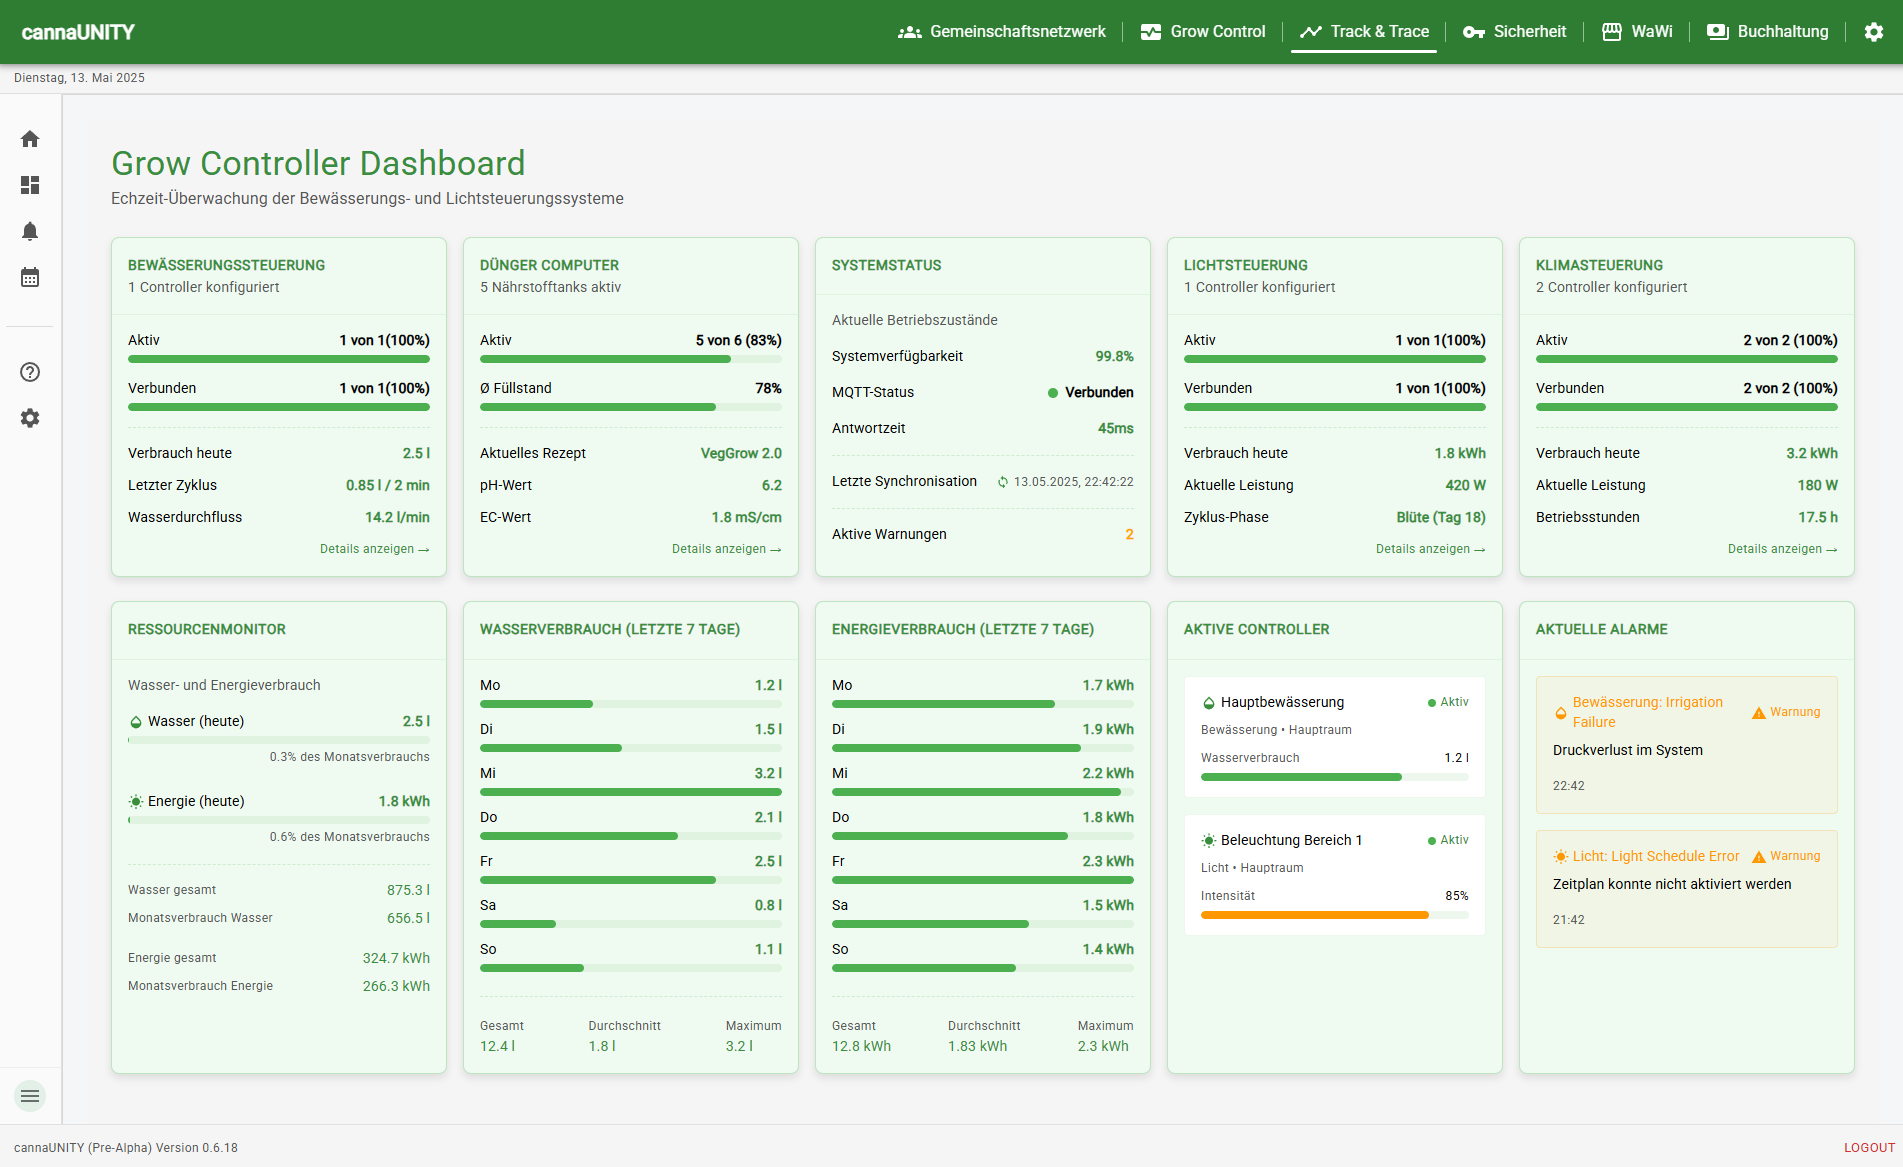 cannaUNITY
Gemeinschaftsnetzwerk
Grow Control
Track & Trace
Sicherheit
WaWi
Buchhaltung
Dienstag, 13. Mai 2025
Grow Controller Dashboard
Echzeit-Überwachung der Bewässerungs- und Lichtsteuerungssysteme
BEWÄSSERUNGSSTEUERUNG
1 Controller konfiguriert
Aktiv 1 von 1(100%)
Verbunden 1 von 1(100%)
Verbrauch heute 2.5 l
Letzter Zyklus 0.85 l / 2 min
Wasserdurchfluss 14.2 l/min
Details anzeigen →
DÜNGER COMPUTER
5 Nährstofftanks aktiv
Aktiv 5 von 6 (83%)
Ø Füllstand 78%
Aktuelles Rezept VegGrow 2.0
pH-Wert 6.2
EC-Wert 1.8 mS/cm
Details anzeigen →
SYSTEMSTATUS
Aktuelle Betriebszustände
Systemverfügbarkeit 99.8%
MQTT-Status Verbunden
Antwortzeit 45ms
Letzte Synchronisation 13.05.2025, 22:42:22
Aktive Warnungen 2
LICHTSTEUERUNG
1 Controller konfiguriert
Aktiv 1 von 1(100%)
Verbunden 1 von 1(100%)
Verbrauch heute 1.8 kWh
Aktuelle Leistung 420 W
Zyklus-Phase Blüte (Tag 18)
Details anzeigen →
KLIMASTEUERUNG
2 Controller konfiguriert
Aktiv 2 von 2 (100%)
Verbunden 2 von 2 (100%)
Verbrauch heute 3.2 kWh
Aktuelle Leistung 180 W
Betriebsstunden 17.5 h
Details anzeigen →
RESSOURCENMONITOR
Wasser- und Energieverbrauch
Wasser (heute) 2.5 l
0.3% des Monatsverbrauchs
Energie (heute) 1.8 kWh
0.6% des Monatsverbrauchs
Wasser gesamt 875.3 l
Monatsverbrauch Wasser 656.5 l
Energie gesamt 324.7 kWh
Monatsverbrauch Energie 266.3 kWh
WASSERVERBRAUCH (LETZTE 7 TAGE)
Mo 1.2 l
Di 1.5 l
Mi 3.2 l
Do 2.1 l
Fr 2.5 l
Sa 0.8 l
So 1.1 l
Gesamt Durchschnitt Maximum
12.4 l 1.8 l 3.2 l
ENERGIEVERBRAUCH (LETZTE 7 TAGE)
Mo 1.7 kWh
Di 1.9 kWh
Mi 2.2 kWh
Do 1.8 kWh
Fr 2.3 kWh
Sa 1.5 kWh
So 1.4 kWh
Gesamt Durchschnitt Maximum
12.8 kWh 1.83 kWh 2.3 kWh
AKTIVE CONTROLLER
Hauptbewässerung Aktiv
Bewässerung • Hauptraum
Wasserverbrauch 1.2 l
Beleuchtung Bereich 1 Aktiv
Licht • Hauptraum
Intensität 85%
AKTUELLE ALARME
Bewässerung: Irrigation
Failure
Warnung
Druckverlust im System
22:42
Licht: Light Schedule Error Warnung
Zeitplan konnte nicht aktiviert werden
21:42
cannaUNITY (Pre-Alpha) Version 0.6.18
LOGOUT